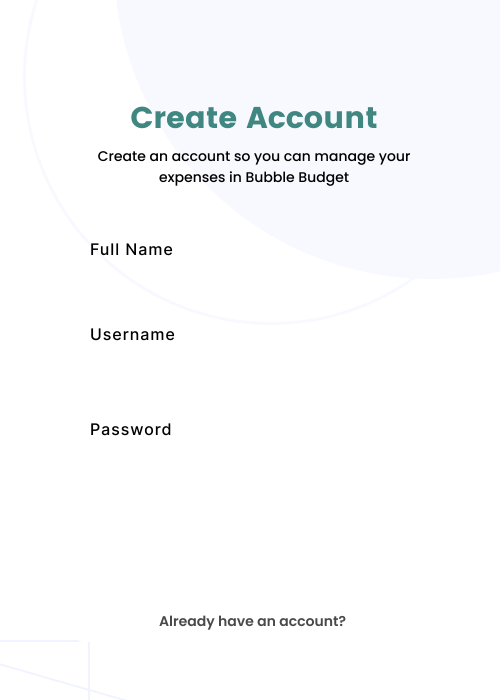 Create Account
Create an account so you can manage your
expenses in Bubble Budget
Full Name
Username
Password
Already have an account?